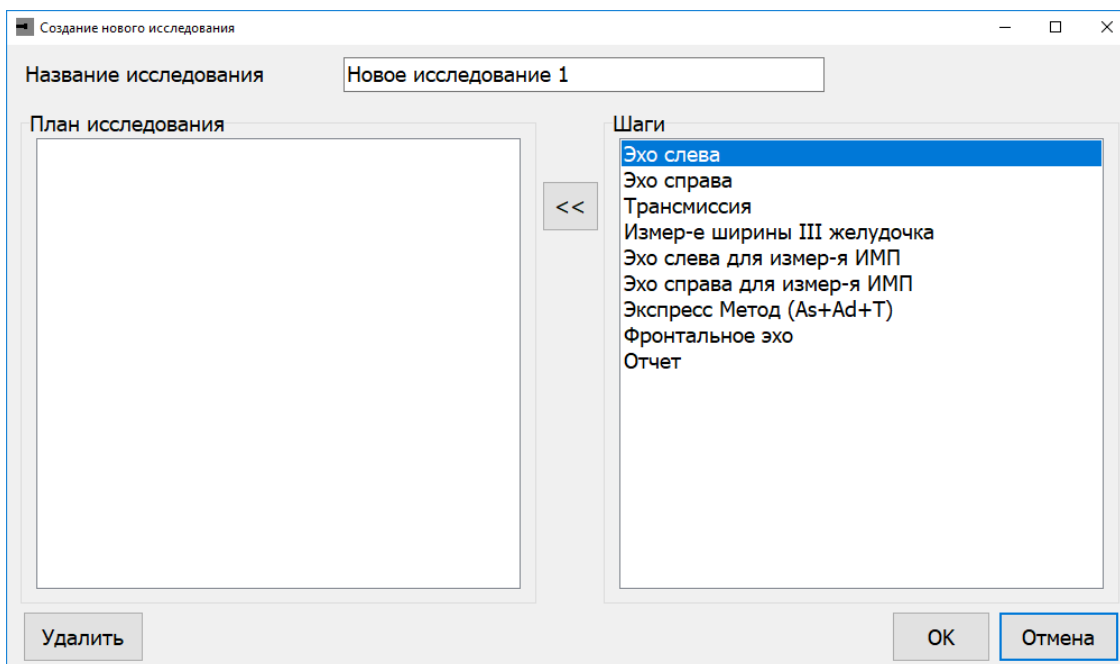 Создание нового исследования
Название исследования
Новое исследование 1
План исследования
Шаги
Эхо слева
Эхо справа
Трансмиссия
Измер-е ширины III желудочка
Эхо слева для измер-я ИМП
Эхо справа для измер-я ИМП
Экспресс Метод (As+Ad+T)
Фронтальное эхо
Отчет
<<
Удалить
OK
Отмена